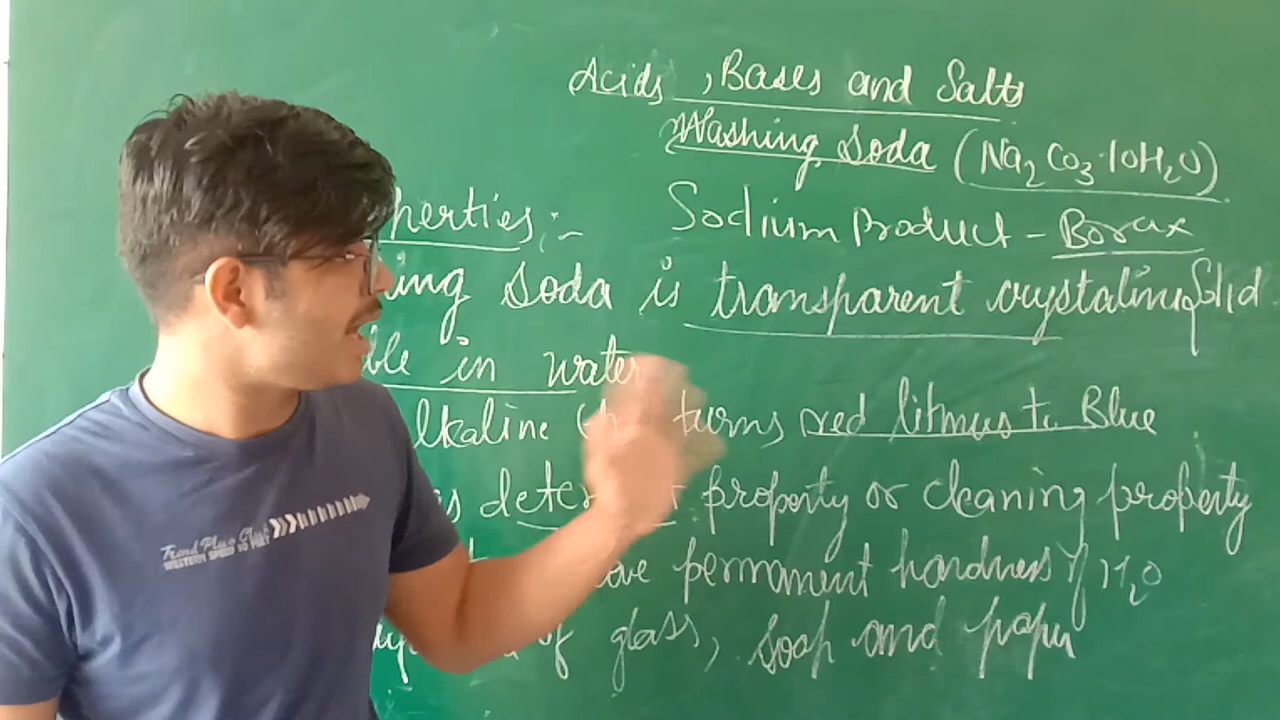 Acids, Bases and Salts
Washing Soda (Na2Co3·10H2O)
Sodium Product - Borax
perties :-
ing soda is transparent crystaline Solid
ble in water
lkaline turns red litmus to Blue
property or cleaning property
permanent hardness of H2O
of glass, soap and paper
WESTERN SPEED